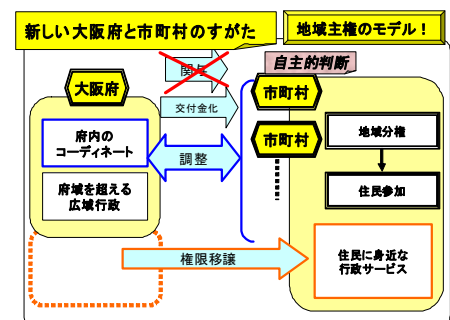 新しい大阪府と市町村のすがた
地域主権のモデル！
関与
自主的判断
大阪府
交付金化
市町村
府内の
コーディネート
調整
市町村
地域分権
府域を超える
広域行政
住民参加
権限移譲
住民に身近な
行政サービス